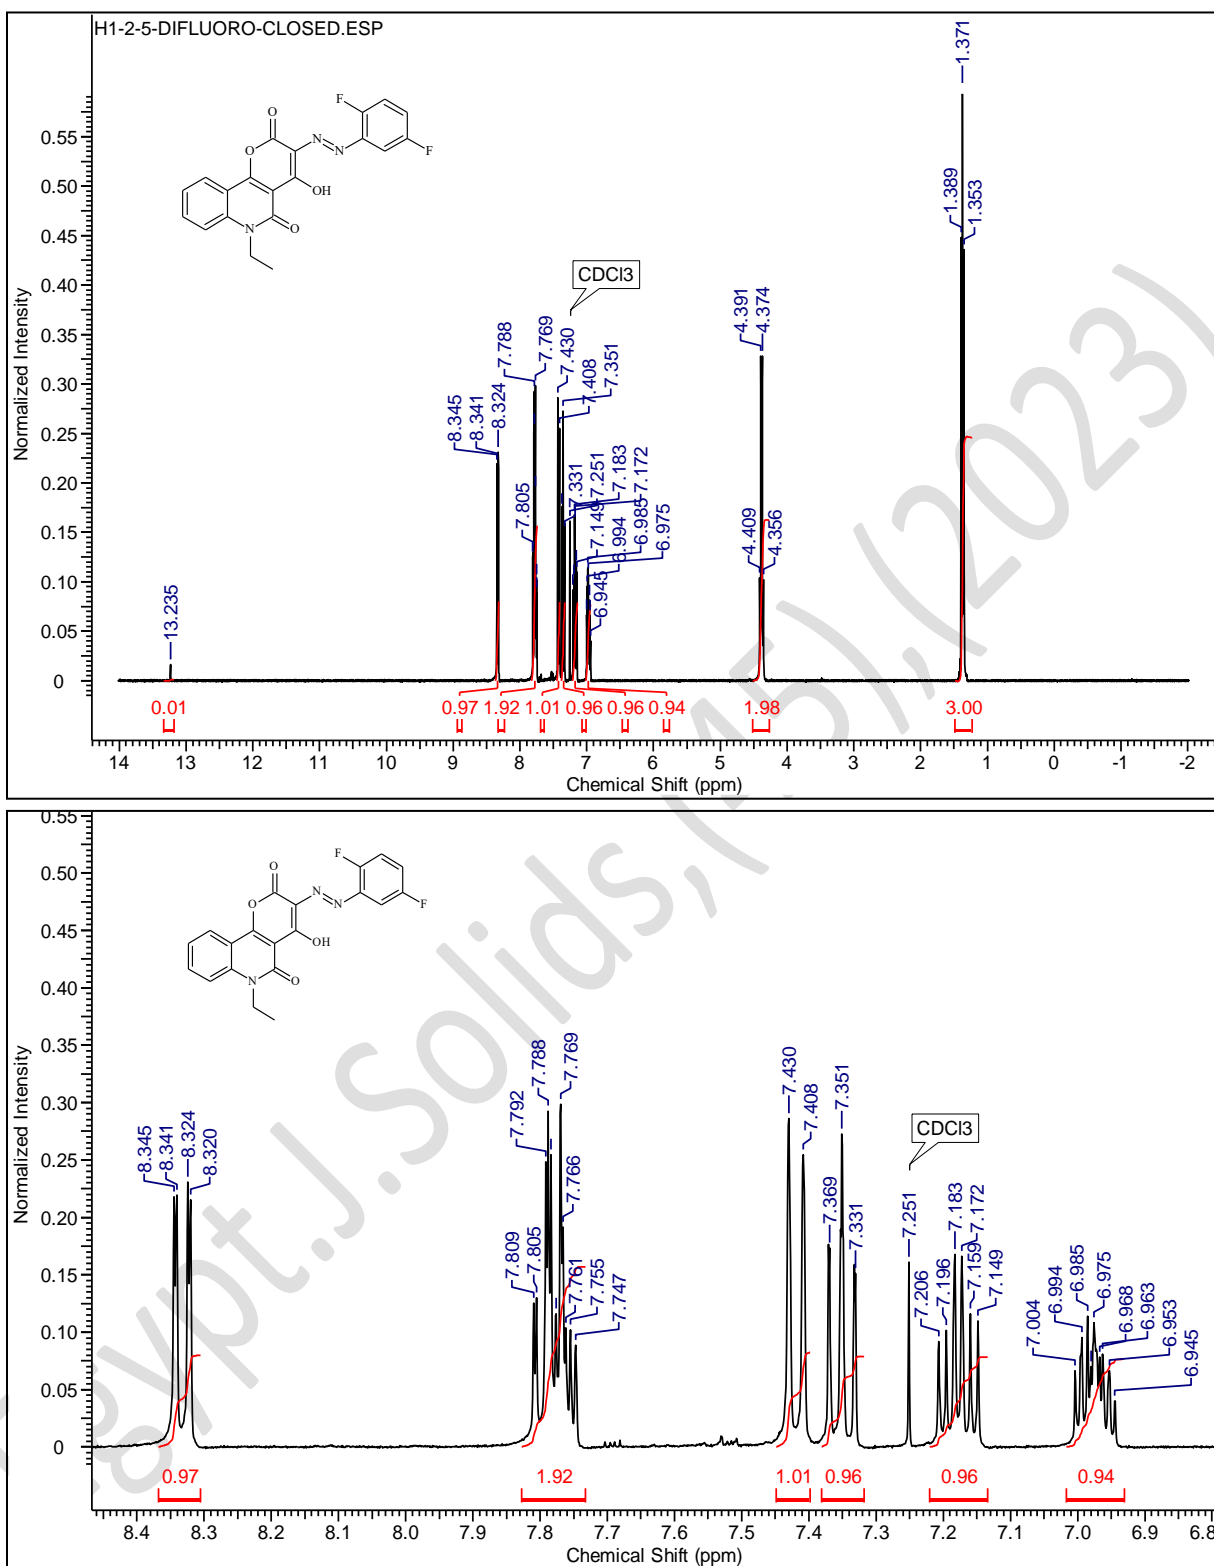 H1-2-5-DIFLUORO-CLOSED.ESP
1.371
1.389
1.353
O
F
N
N
F
O
OH
O
N
CDCl3
4.391
4.374
4.409
4.356
7.788
7.769
7.430
7.408
7.351
8.345
8.341
8.324
7.805
7.331
7.149
7.251
7.183
7.172
6.994
6.985
6.975
6.945
13.235
Normalized Intensity
0.55
0.50
0.45
0.40
0.35
0.30
0.25
0.20
0.15
0.10
0.05
0
0.01 0.97 1.92 1.01 0.96 0.96 0.94 1.98 3.00
14 13 12 11 10 9 8 7 6 5 4 3 2 1 0 -1 -2
Chemical Shift (ppm)
O
F
N
N
F
O
OH
O
N
CDCl3
8.345
8.341
8.324
8.320
7.809
7.805
7.792
7.788
7.769
7.766
7.761
7.755
7.747
7.430
7.408
7.369
7.351
7.331
7.251
7.206
7.196
7.183
7.172
7.159
7.149
7.004
6.994
6.985
6.975
6.968
6.963
6.953
6.945
Normalized Intensity
0.55
0.50
0.45
0.40
0.35
0.30
0.25
0.20
0.15
0.10
0.05
0
0.97 1.92 1.01 0.96 0.96 0.94
8.4 8.3 8.2 8.1 8.0 7.9 7.8 7.7 7.6 7.5 7.4 7.3 7.2 7.1 7.0 6.9 6.8
Chemical Shift (ppm)
Egypt.J.Solids,(45),(2023)